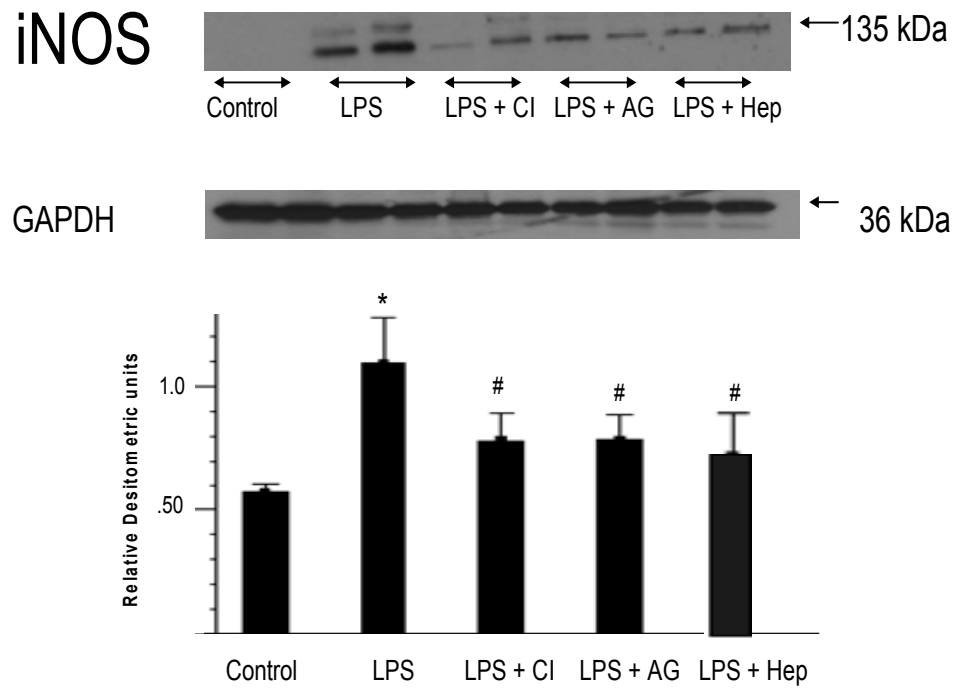 iNOS
135 kDa
Control LPS LPS + CI LPS + AG LPS + Hep
GAPDH
36 kDa
Relative Desitometric units
*
1.0
#
#
#
.50
Control LPS LPS + CI LPS + AG LPS + Hep